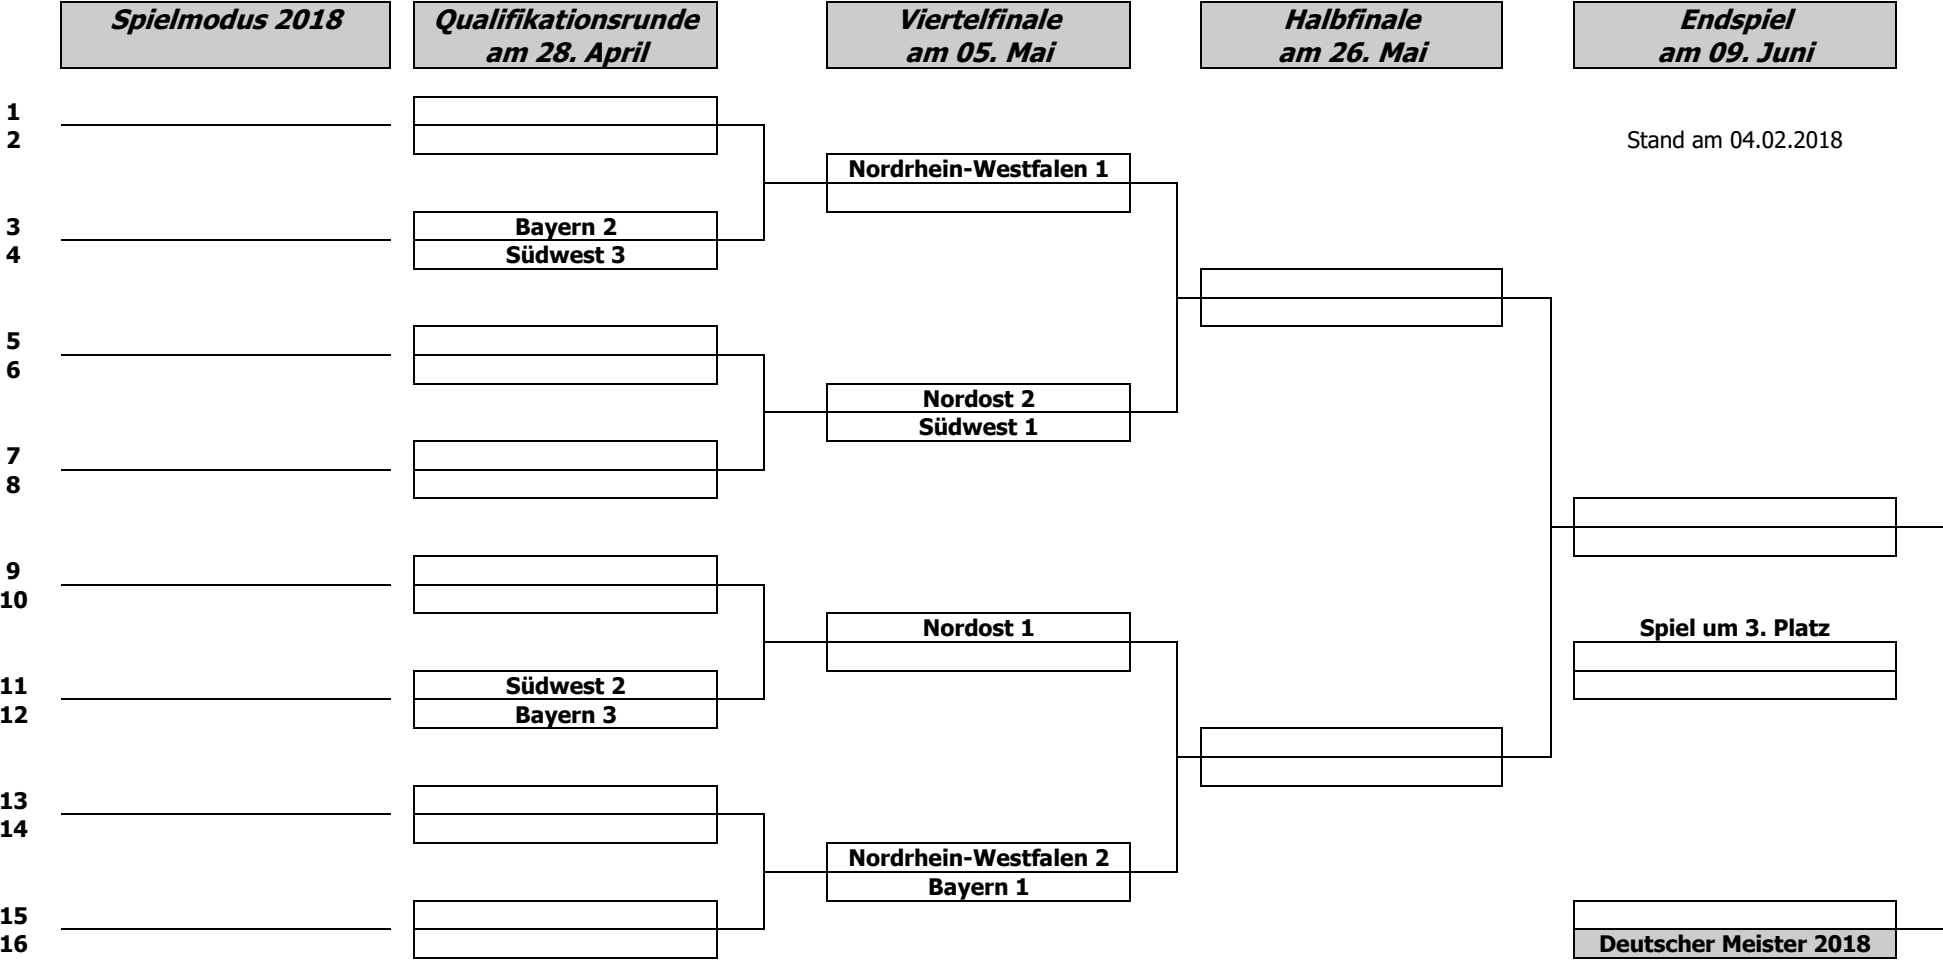 Spielmodus 2018
Qualifikationsrunde
am 28. April
Viertelfinale
am 05. Mai
Halbfinale
am 26. Mai
Endspiel
am 09. Juni
1
2
Stand am 04.02.2018
Nordrhein-Westfalen 1
3
Bayern 2
4
Südwest 3
5
6
Nordost 2
Südwest 1
7
8
9
10
Nordost 1
Spiel um 3. Platz
11
Südwest 2
12
Bayern 3
13
14
Nordrhein-Westfalen 2
Bayern 1
15
16
Deutscher Meister 2018